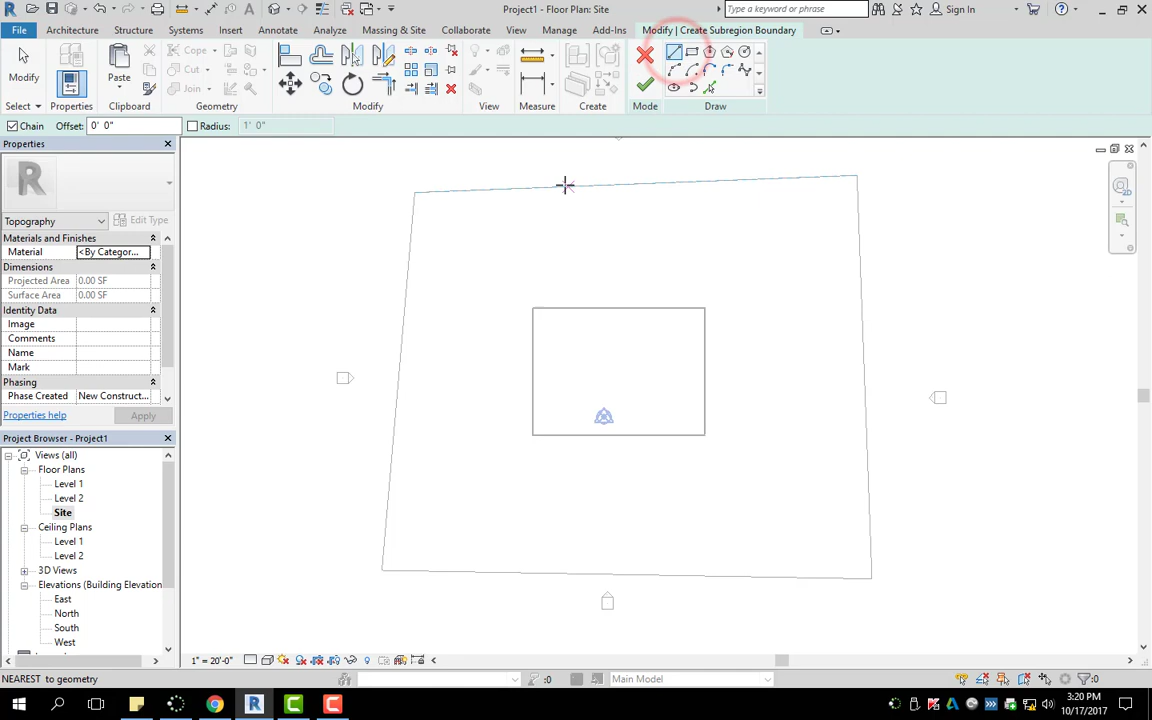 Project1 - Floor Plan: Site
Type a keyword or phrase
Sign In
File
Architecture
Structure
Systems
Insert
Annotate
Analyze
Massing & Site
Collaborate
View
Manage
Add-Ins
Modify | Create Subregion Boundary
Modify
Paste
Cope
Cut
Join
Select
Properties
Clipboard
Geometry
Modify
View
Measure
Create
Mode
Draw
Chain
Offset:
0' 0"
Radius:
1' 0"
Properties
Topography
Edit Type
Materials and Finishes
Material
<By Categor...
Dimensions
Projected Area
0.00 SF
Surface Area
0.00 SF
Identity Data
Image
Comments
Name
Mark
Phasing
Phase Created
New Construct...
Properties help
Apply
Project Browser - Project1
Views (all)
Floor Plans
Level 1
Level 2
Site
Ceiling Plans
Level 1
Level 2
3D Views
Elevations (Building Elevation
East
North
South
West
1" = 20'-0"
NEAREST to geometry
:0
Main Model
:0
3:20 PM
10/17/2017